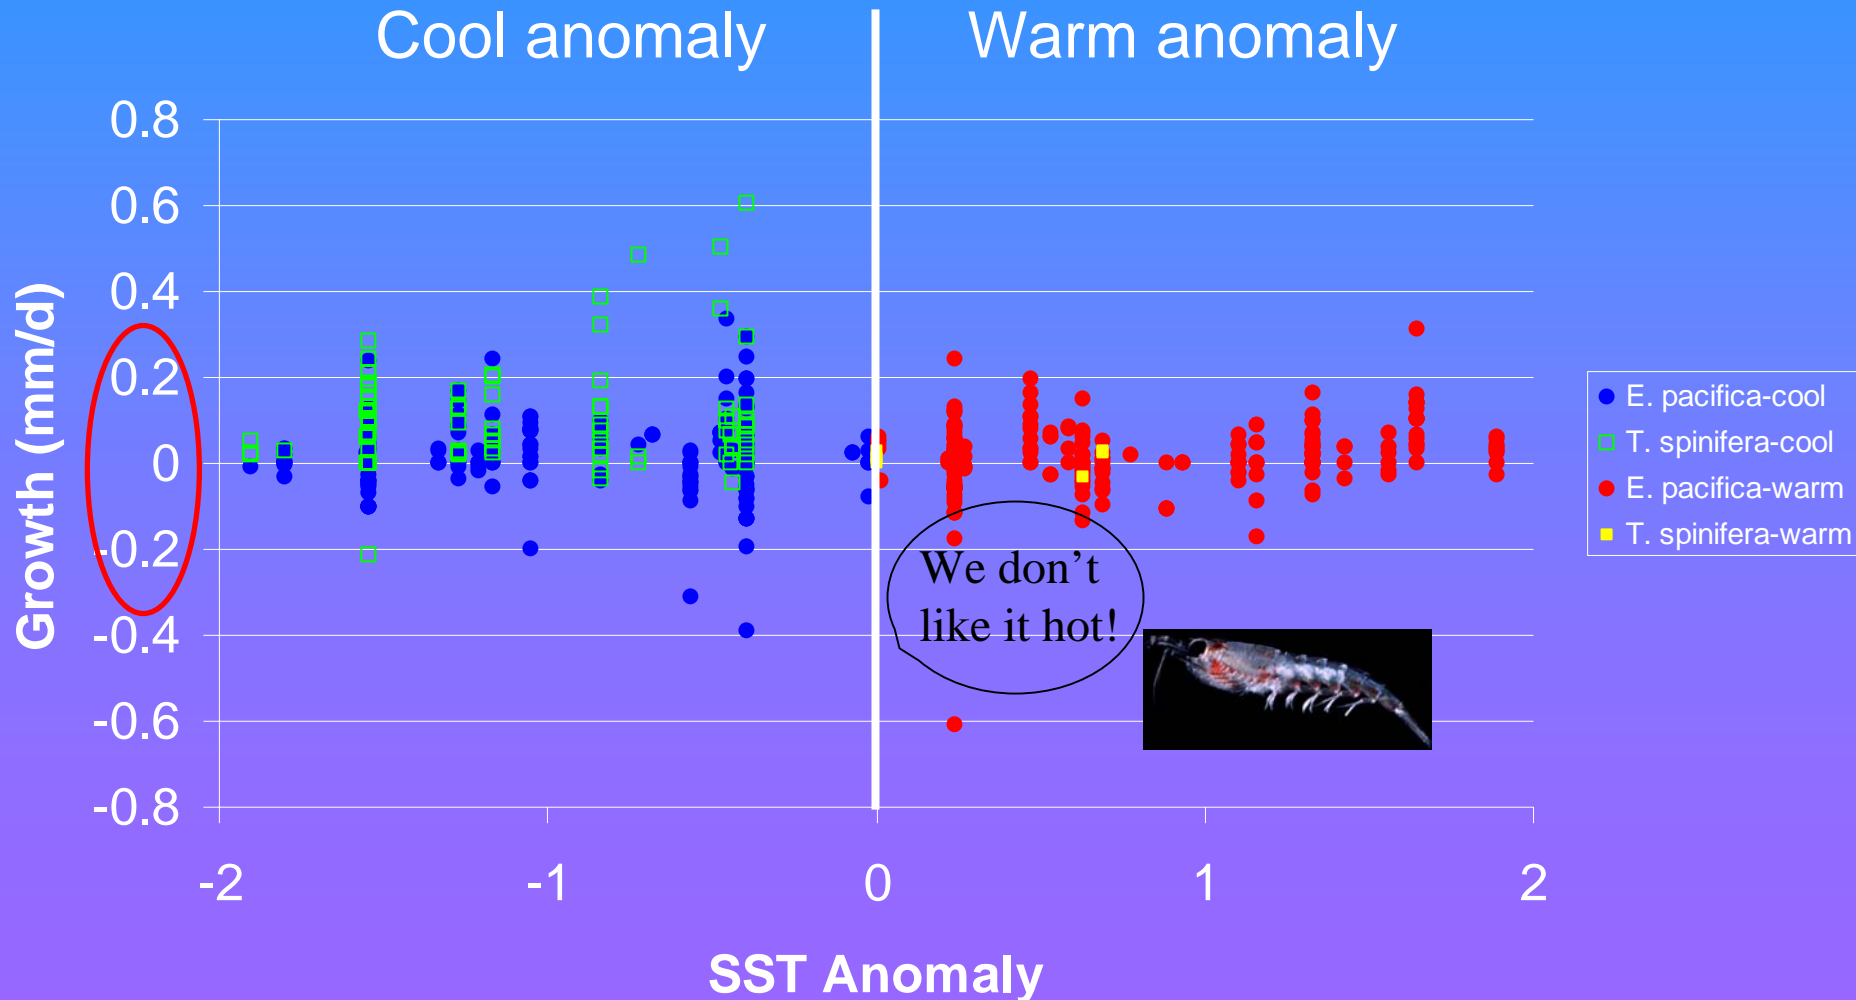 Cool anomaly
Warm anomaly
Growth (mm/d)
0.8
0.6
0.4
0.2
0
-0.2
-0.4
-0.6
-0.8
-2
-1
0
1
2
SST Anomaly
We don’t
like it hot!
E. pacifica-cool
T. spinifera-cool
E. pacifica-warm
T. spinifera-warm